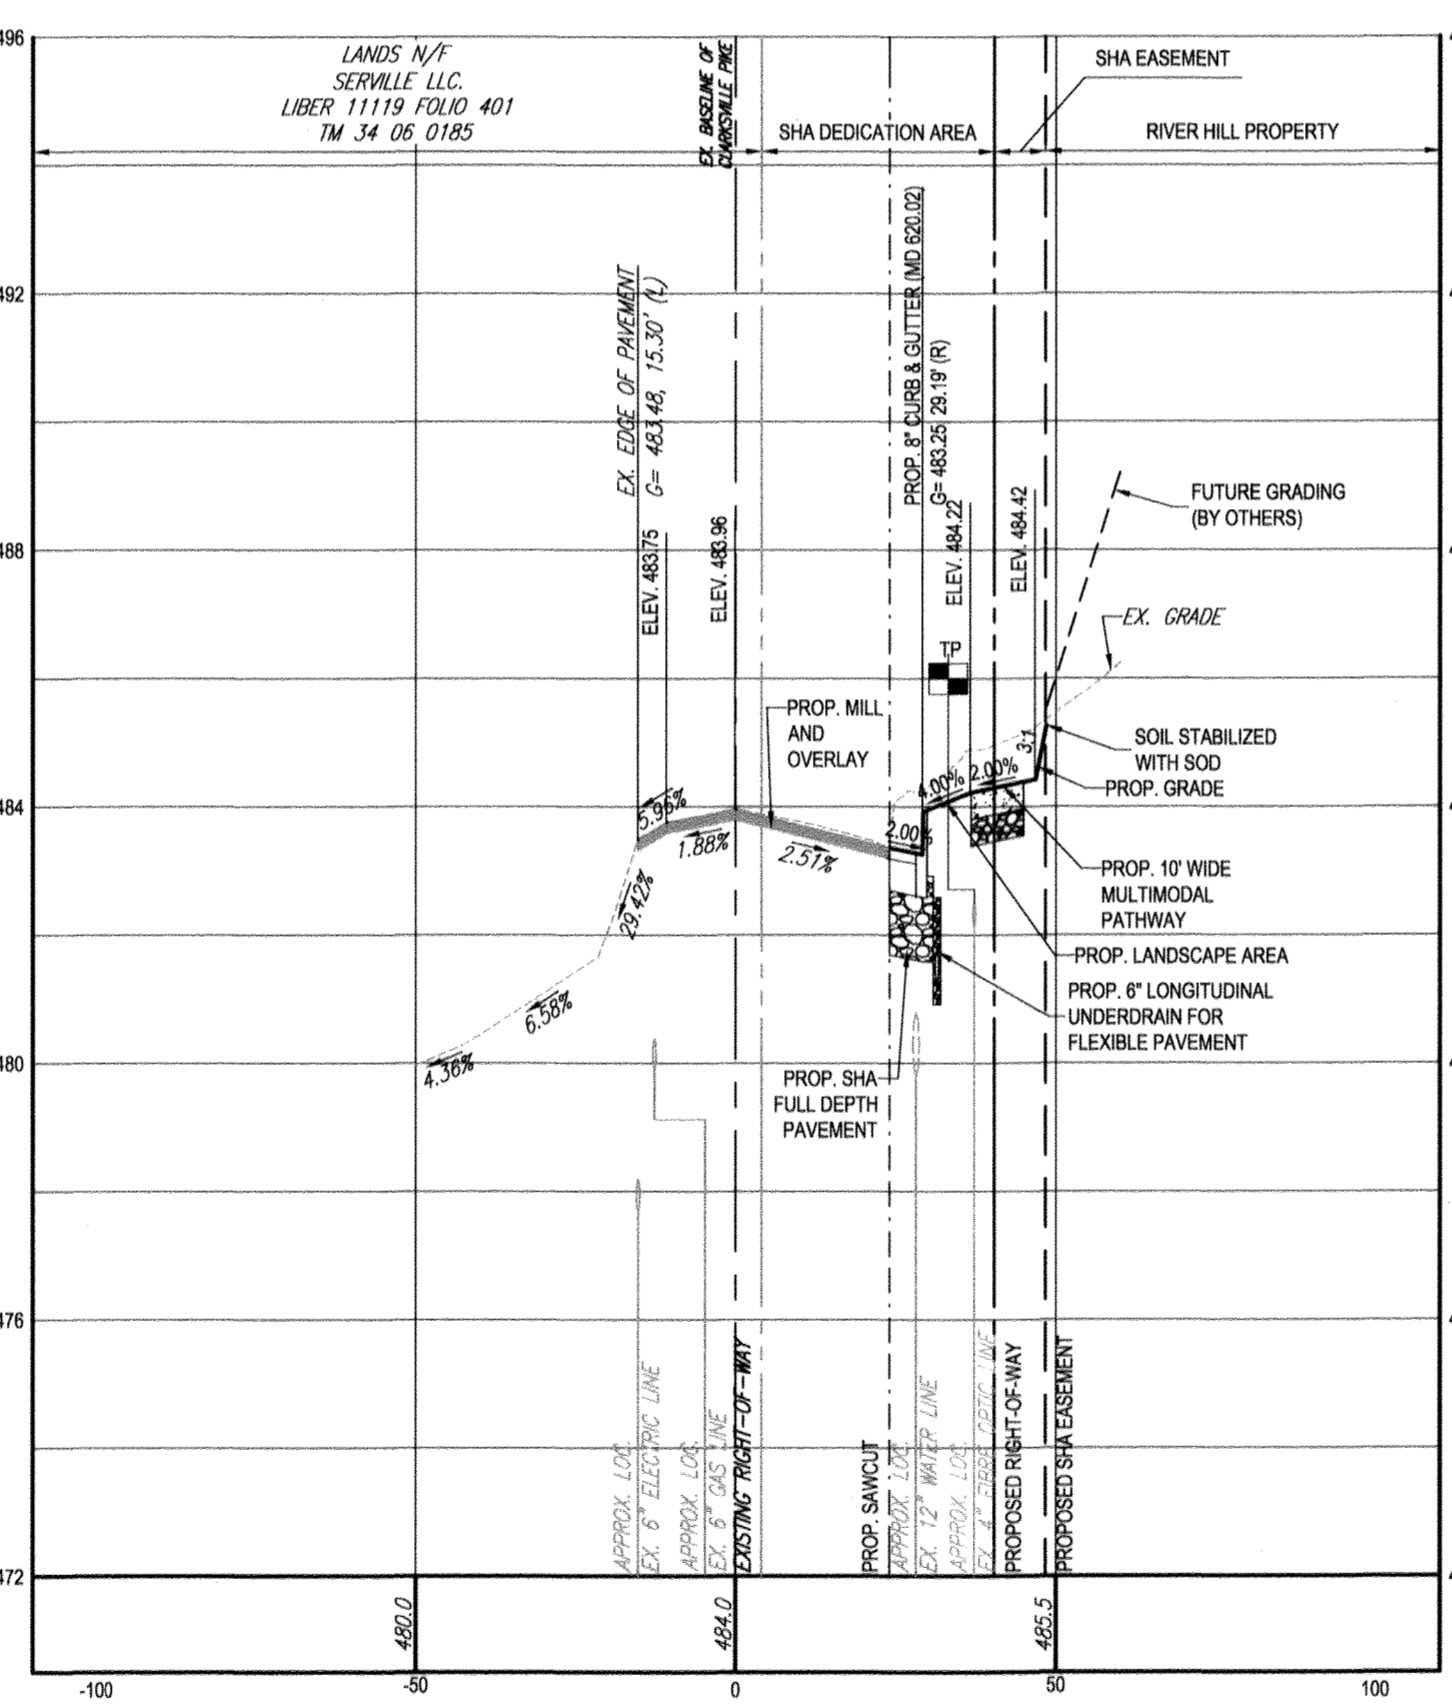 496
LANDS N/F
SERVILLE LLC.
LIBER 11119 FOLIO 401
TM 34 06 0185
EX. BASELINE OF
CLARKSVILLE PIKE
SHA DEDICATION AREA
SHA EASEMENT
RIVER HILL PROPERTY
492
EX. EDGE OF PAVEMENT
G= 483.48, 15.30' (L)
PROP. 8" CURB & GUTTER (MD 620.02)
G= 483.25 29.19' (R)
488
ELEV. 483.75
ELEV. 483.96
ELEV. 484.22
ELEV. 484.42
FUTURE GRADING
(BY OTHERS)
EX. GRADE
TP
PROP. MILL
AND
OVERLAY
3:1
SOIL STABILIZED
WITH SOD
PROP. GRADE
484
5.96%
1.88%
2.51%
2.00%
4.00%
2.00%
29.42%
6.58%
4.36%
PROP. 10' WIDE
MULTIMODAL
PATHWAY
PROP. LANDSCAPE AREA
PROP. 6" LONGITUDINAL
UNDERDRAIN FOR
FLEXIBLE PAVEMENT
480
PROP. SHA
FULL DEPTH
PAVEMENT
476
APPROX. LOC.
EX. 6" ELECTRIC LINE
APPROX. LOC.
EX. 6" GAS LINE
EXISTING RIGHT-OF-WAY
PROP. SAWCUT
APPROX. LOC.
EX. 12" WATER LINE
APPROX. LOC.
EX. 4" FIBRE OPTIC LINE
PROPOSED RIGHT-OF-WAY
PROPOSED SHA EASEMENT
472
480.0
484.0
485.5
-100
-50
0
50
100